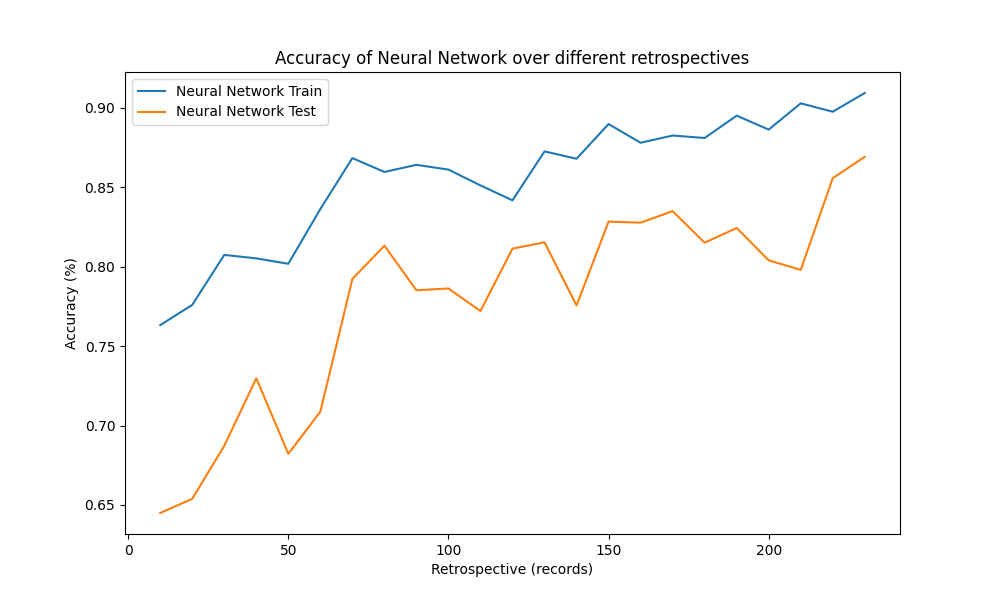 Accuracy of Neural Network over different retrospectives
Neural Network Train
Neural Network Test
0.90
0.85
0.80
0.75
0.70
0.65
Accuracy (%)
0 50 100 150 200
Retrospective (records)